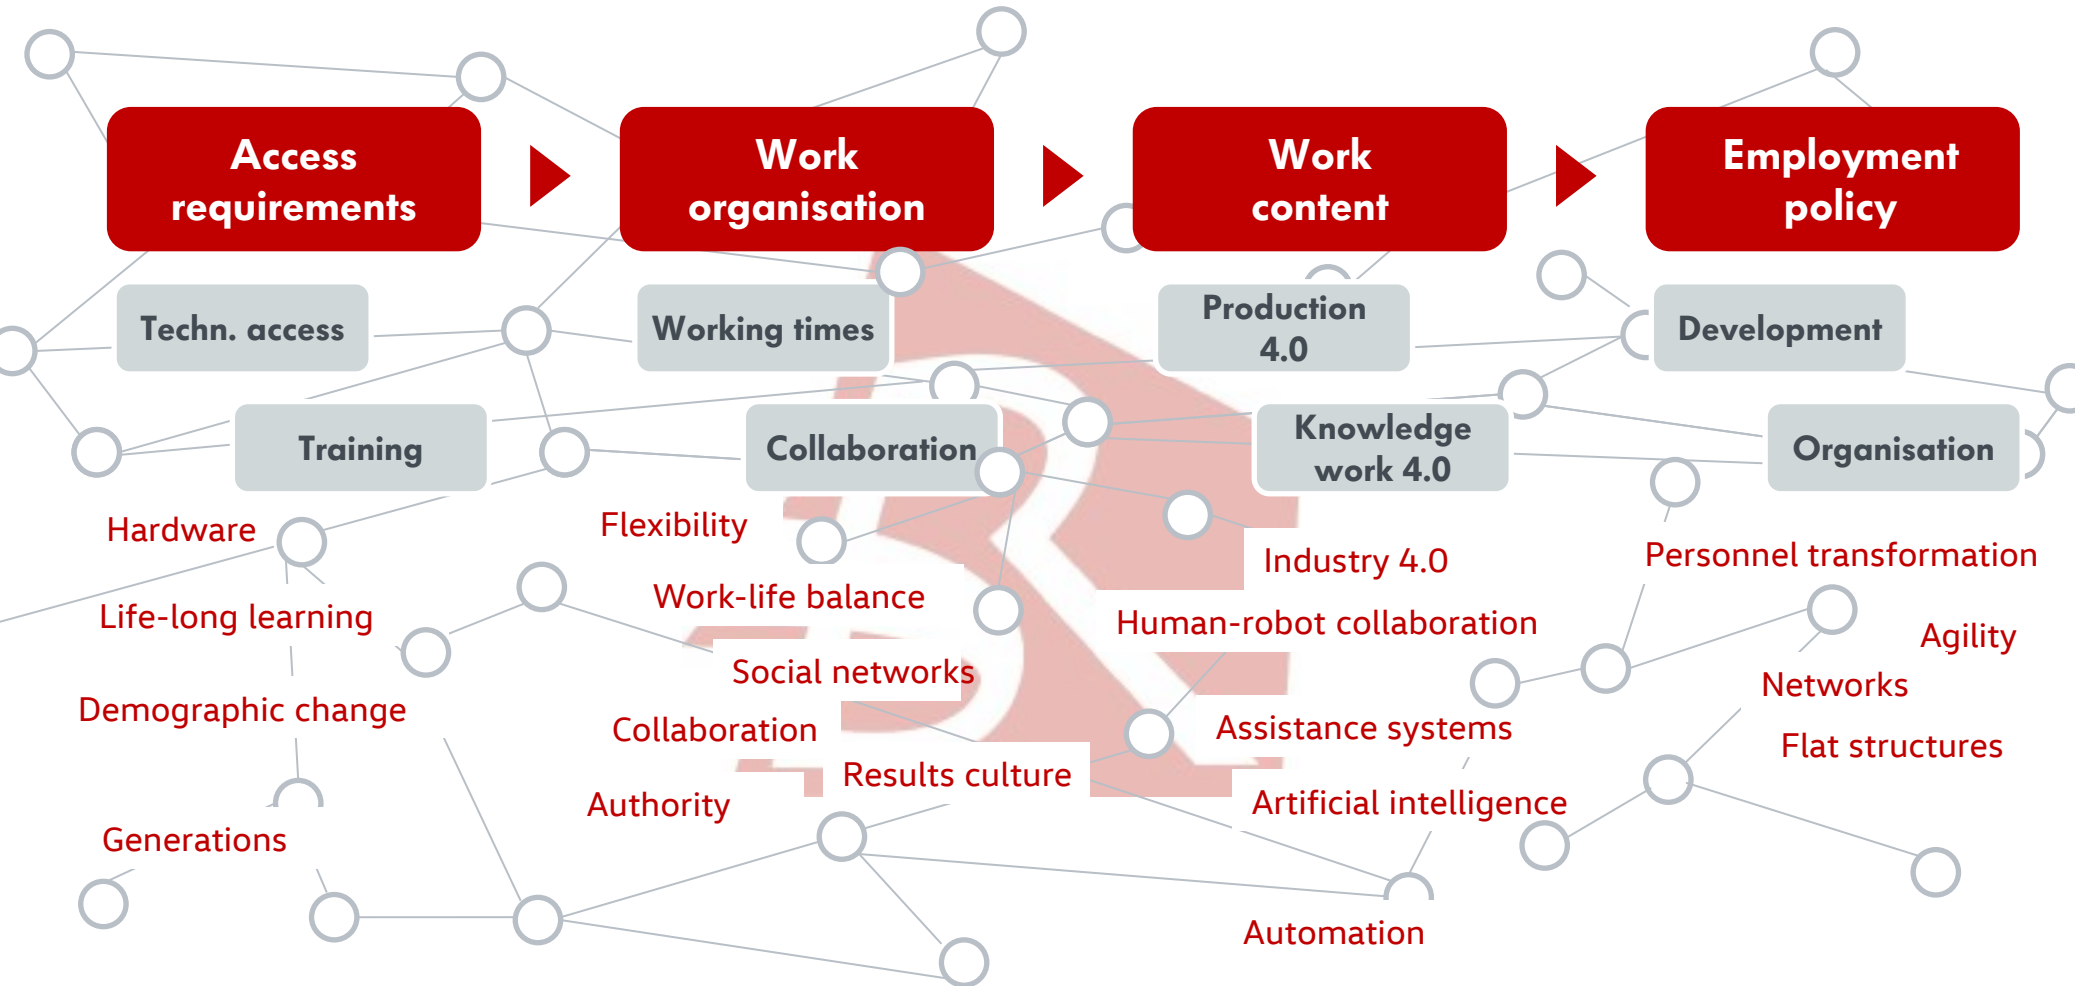 Access
requirements
Work
organisation
Work
content
Employment
policy
Techn. access
Working times
Production
4.0
Development
Training
Collaboration
Knowledge
work 4.0
Organisation
Hardware
Life-long learning
Demographic change
Generations
Flexibility
Work-life balance
Social networks
Collaboration
Results culture
Authority
Industry 4.0
Human-robot collaboration
Assistance systems
Artificial intelligence
Automation
Personnel transformation
Agility
Networks
Flat structures